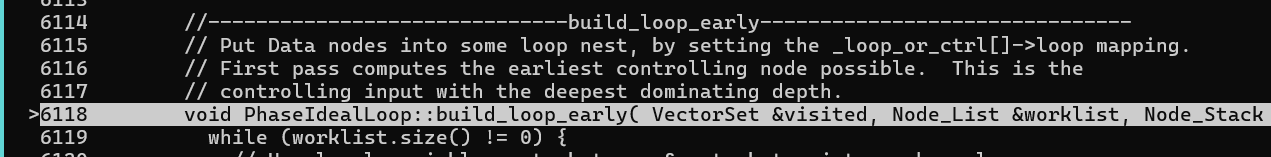 6113
6114 //------------------------------build_loop_early-------------------------------
6115 // Put Data nodes into some loop nest, by setting the _loop_or_ctrl[]->loop mapping.
6116 // First pass computes the earliest controlling node possible.  This is the
6117 // controlling input with the deepest dominating depth.
>6118 void PhaseIdealLoop::build_loop_early( VectorSet &visited, Node_List &worklist, Node_Stack
6119 while (worklist.size() != 0) {